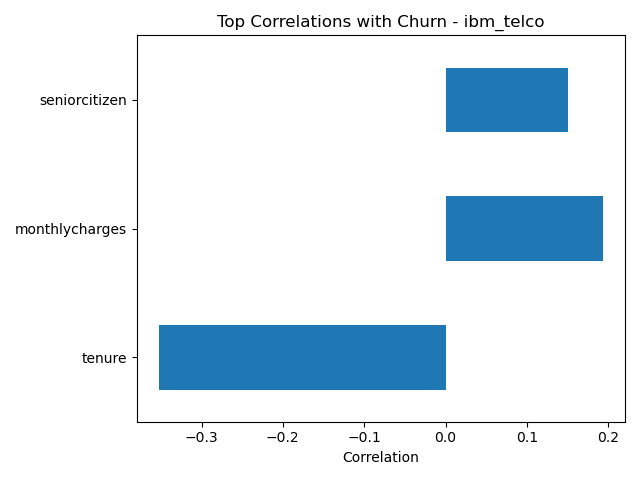 Top Correlations with Churn - ibm_telco
seniorcitizen
monthlycharges
tenure
−0.3 −0.2 −0.1 0.0 0.1 0.2
Correlation